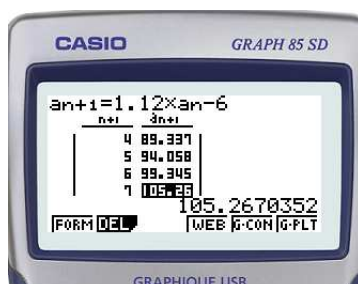 CASIO GRAPH 85 SD
an+1=1.12×an-6
n+1 an+1
4 89.337
5 94.058
6 99.345
7 105.26
105.2670352
FORM DEL WEB G·CON G·PLT
GRAPHIQUE USB